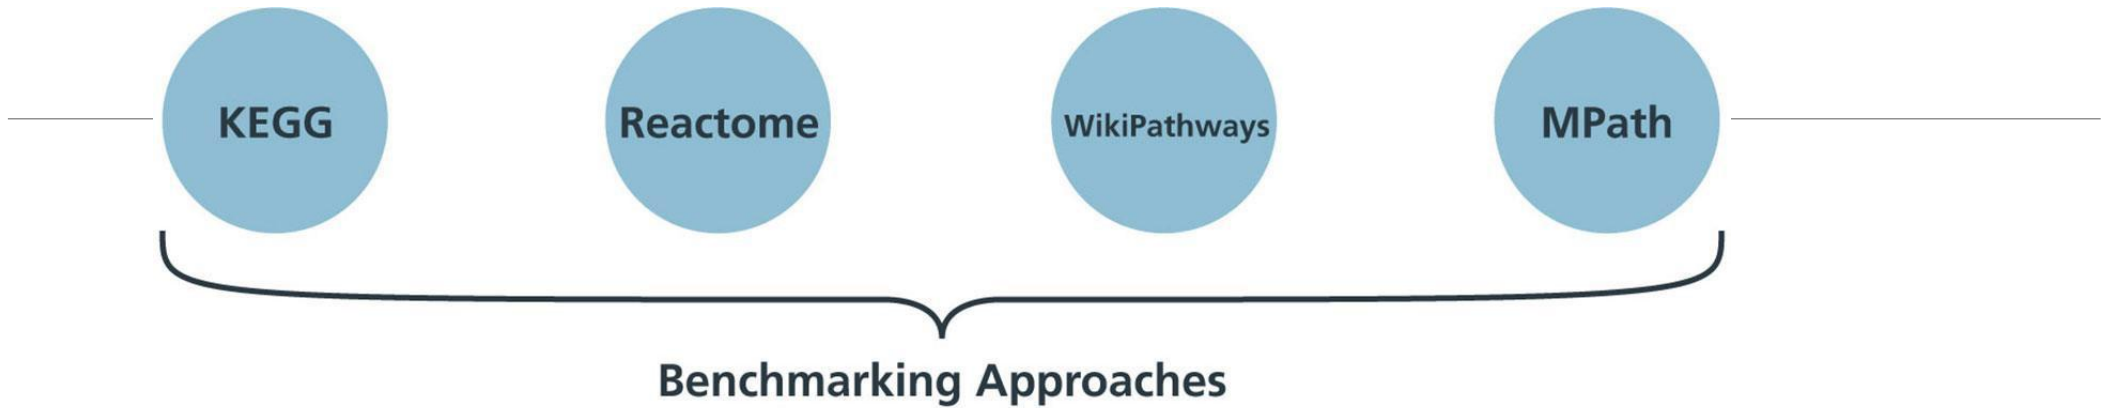 KEGG
Reactome
WikiPathways
MPath
Benchmarking Approaches